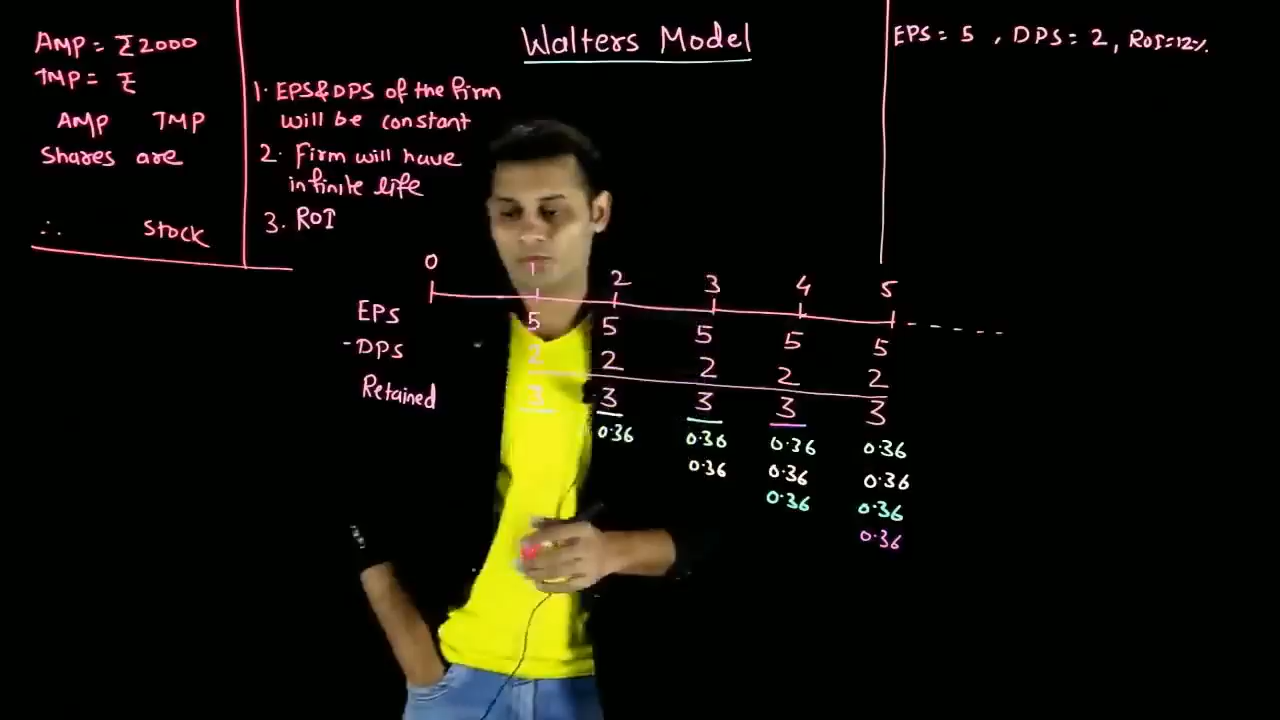 AMP = ₹2000
TMP = ₹
AMP TMP
Shares are
∴ Stock
Walters Model
1. EPS&DPS of the firm
will be constant
2. Firm will have
infinite life
3. ROI
EPS = 5 , DPS = 2, ROI=12%
0 1 2 3 4 5 -----
EPS 5 5 5 5 5
-DPS 2 2 2 2 2
Retained 3 3 3 3 3
0.36 0.36 0.36 0.36
0.36 0.36 0.36
0.36 0.36
0.36